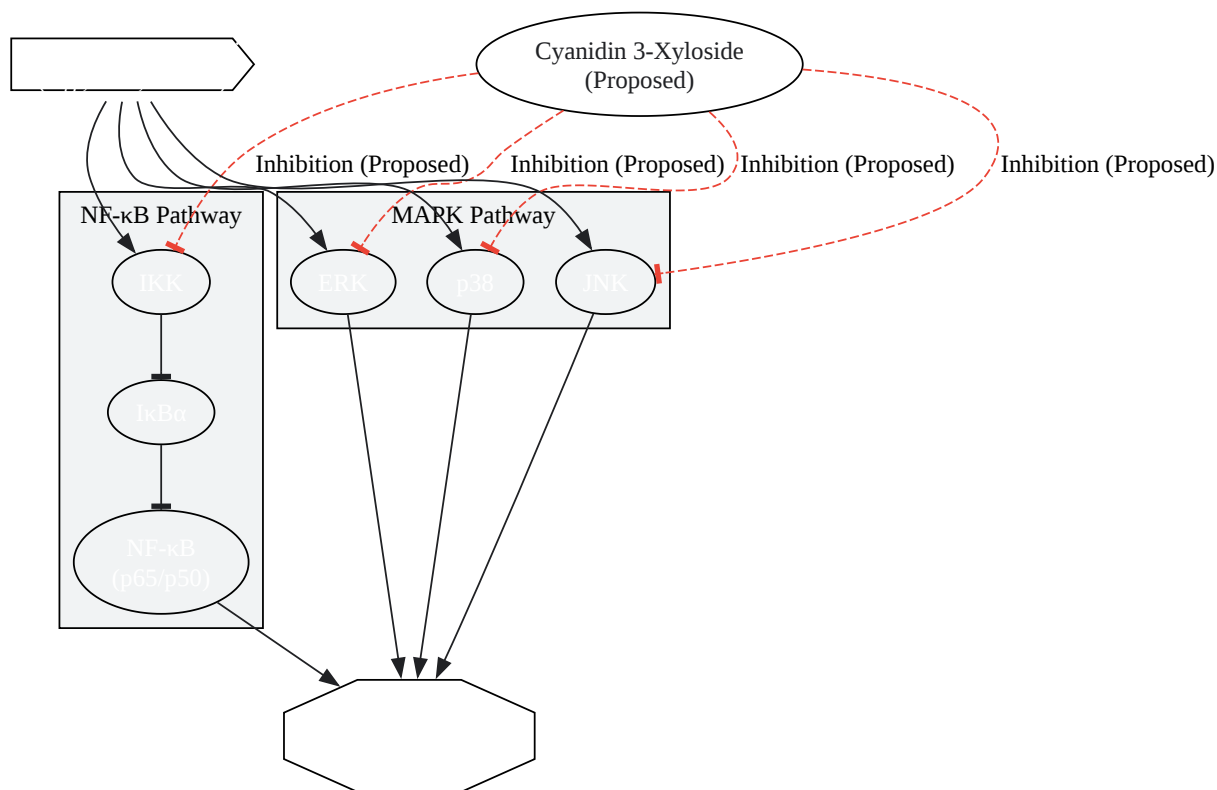 Cyanidin 3-Xyloside
(Proposed)
Inhibition (Proposed)
Inhibition (Proposed)
Inhibition (Proposed)
Inhibition (Proposed)
NF-κB Pathway
MAPK Pathway
IKK
ERK
p38
JNK
IκBα
NF-κB
(p65/p50)